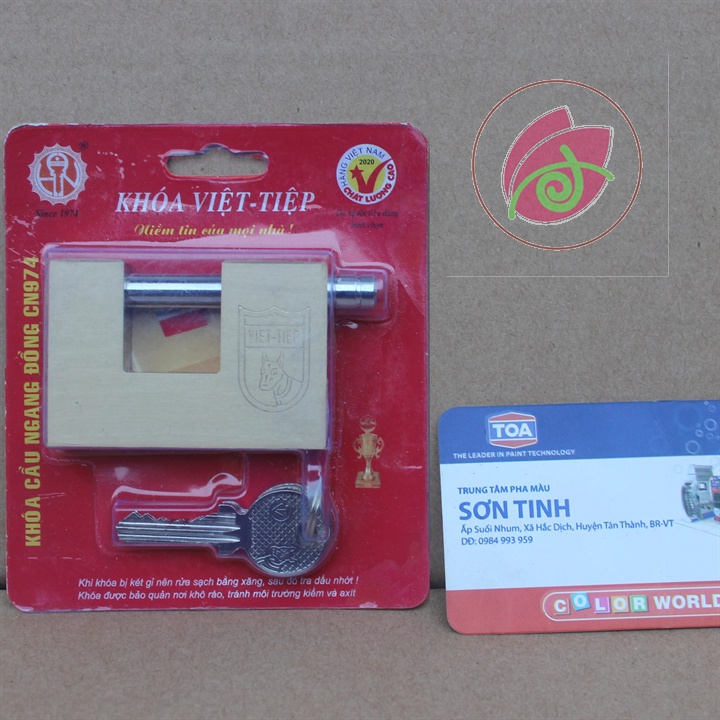 Since 1974
KHÓA VIỆT-TIỆP
Niềm tin của mọi nhà !
HÀNG VIỆT NAM
2020
CHẤT LƯỢNG CAO
KHÓA CẦU NGANG ĐỒNG CN974
VIỆT-TIỆP
Khi khóa bị két gỉ nên rửa sạch bằng xăng, sau đó tra dầu nhớt !
Khóa được bảo quản nơi khô ráo, tránh môi trường kiềm và axít
TOA
THE LEADER IN PAINT TECHNOLOGY
TRUNG TÂM PHA MÀU
SƠN TINH
Ấp Suối Nhum, Xã Hắc Dịch, Huyện Tân Thành, BR-VT
DĐ: 0984 993 959
COLOR WORLD